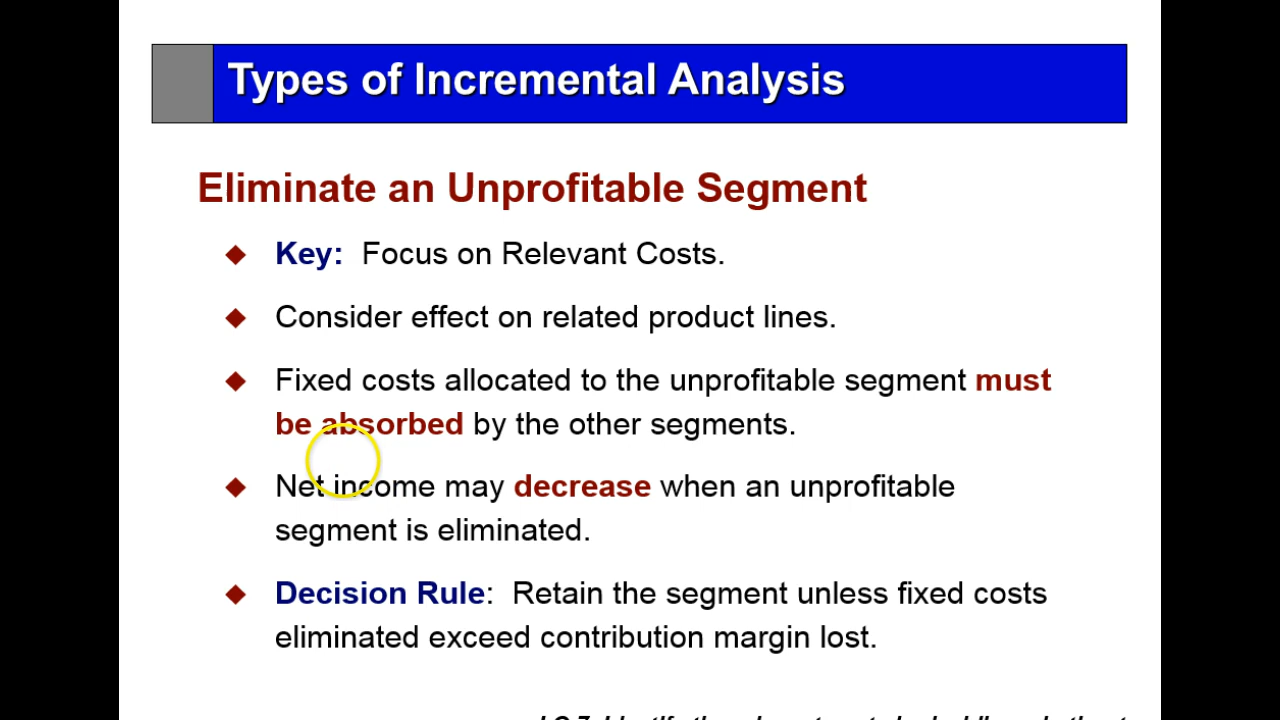 Types of Incremental Analysis
Eliminate an Unprofitable Segment
Key: Focus on Relevant Costs.
Consider effect on related product lines.
Fixed costs allocated to the unprofitable segment must
be absorbed by the other segments.
Net income may decrease when an unprofitable
segment is eliminated.
Decision Rule: Retain the segment unless fixed costs
eliminated exceed contribution margin lost.